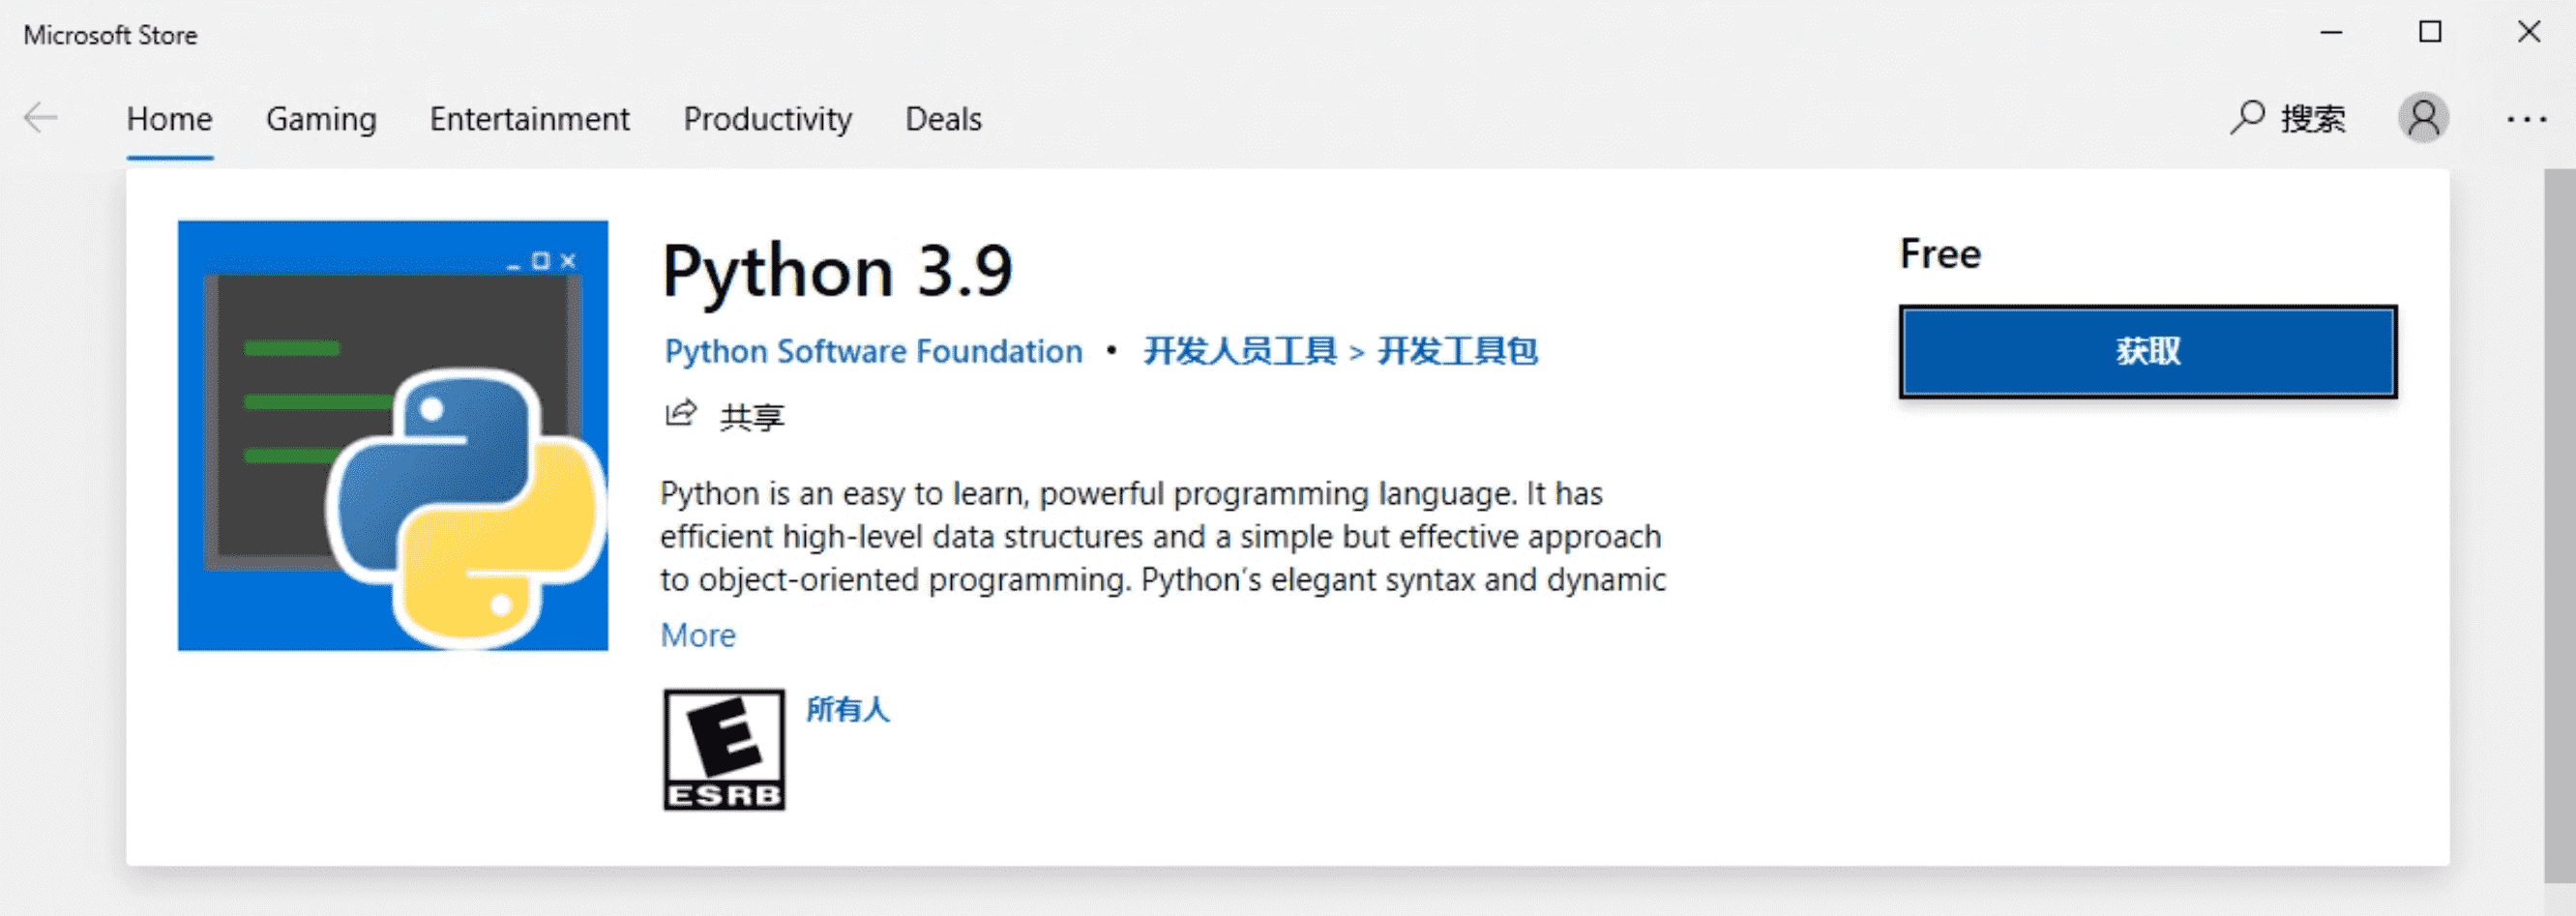 Microsoft Store
Home Gaming Entertainment Productivity Deals 搜索
Python 3.9
Free
Python Software Foundation • 开发人员工具 > 开发工具包
获取
共享
Python is an easy to learn, powerful programming language. It has
efficient high-level data structures and a simple but effective approach
to object-oriented programming. Python’s elegant syntax and dynamic
More
所有人
E
ESRB